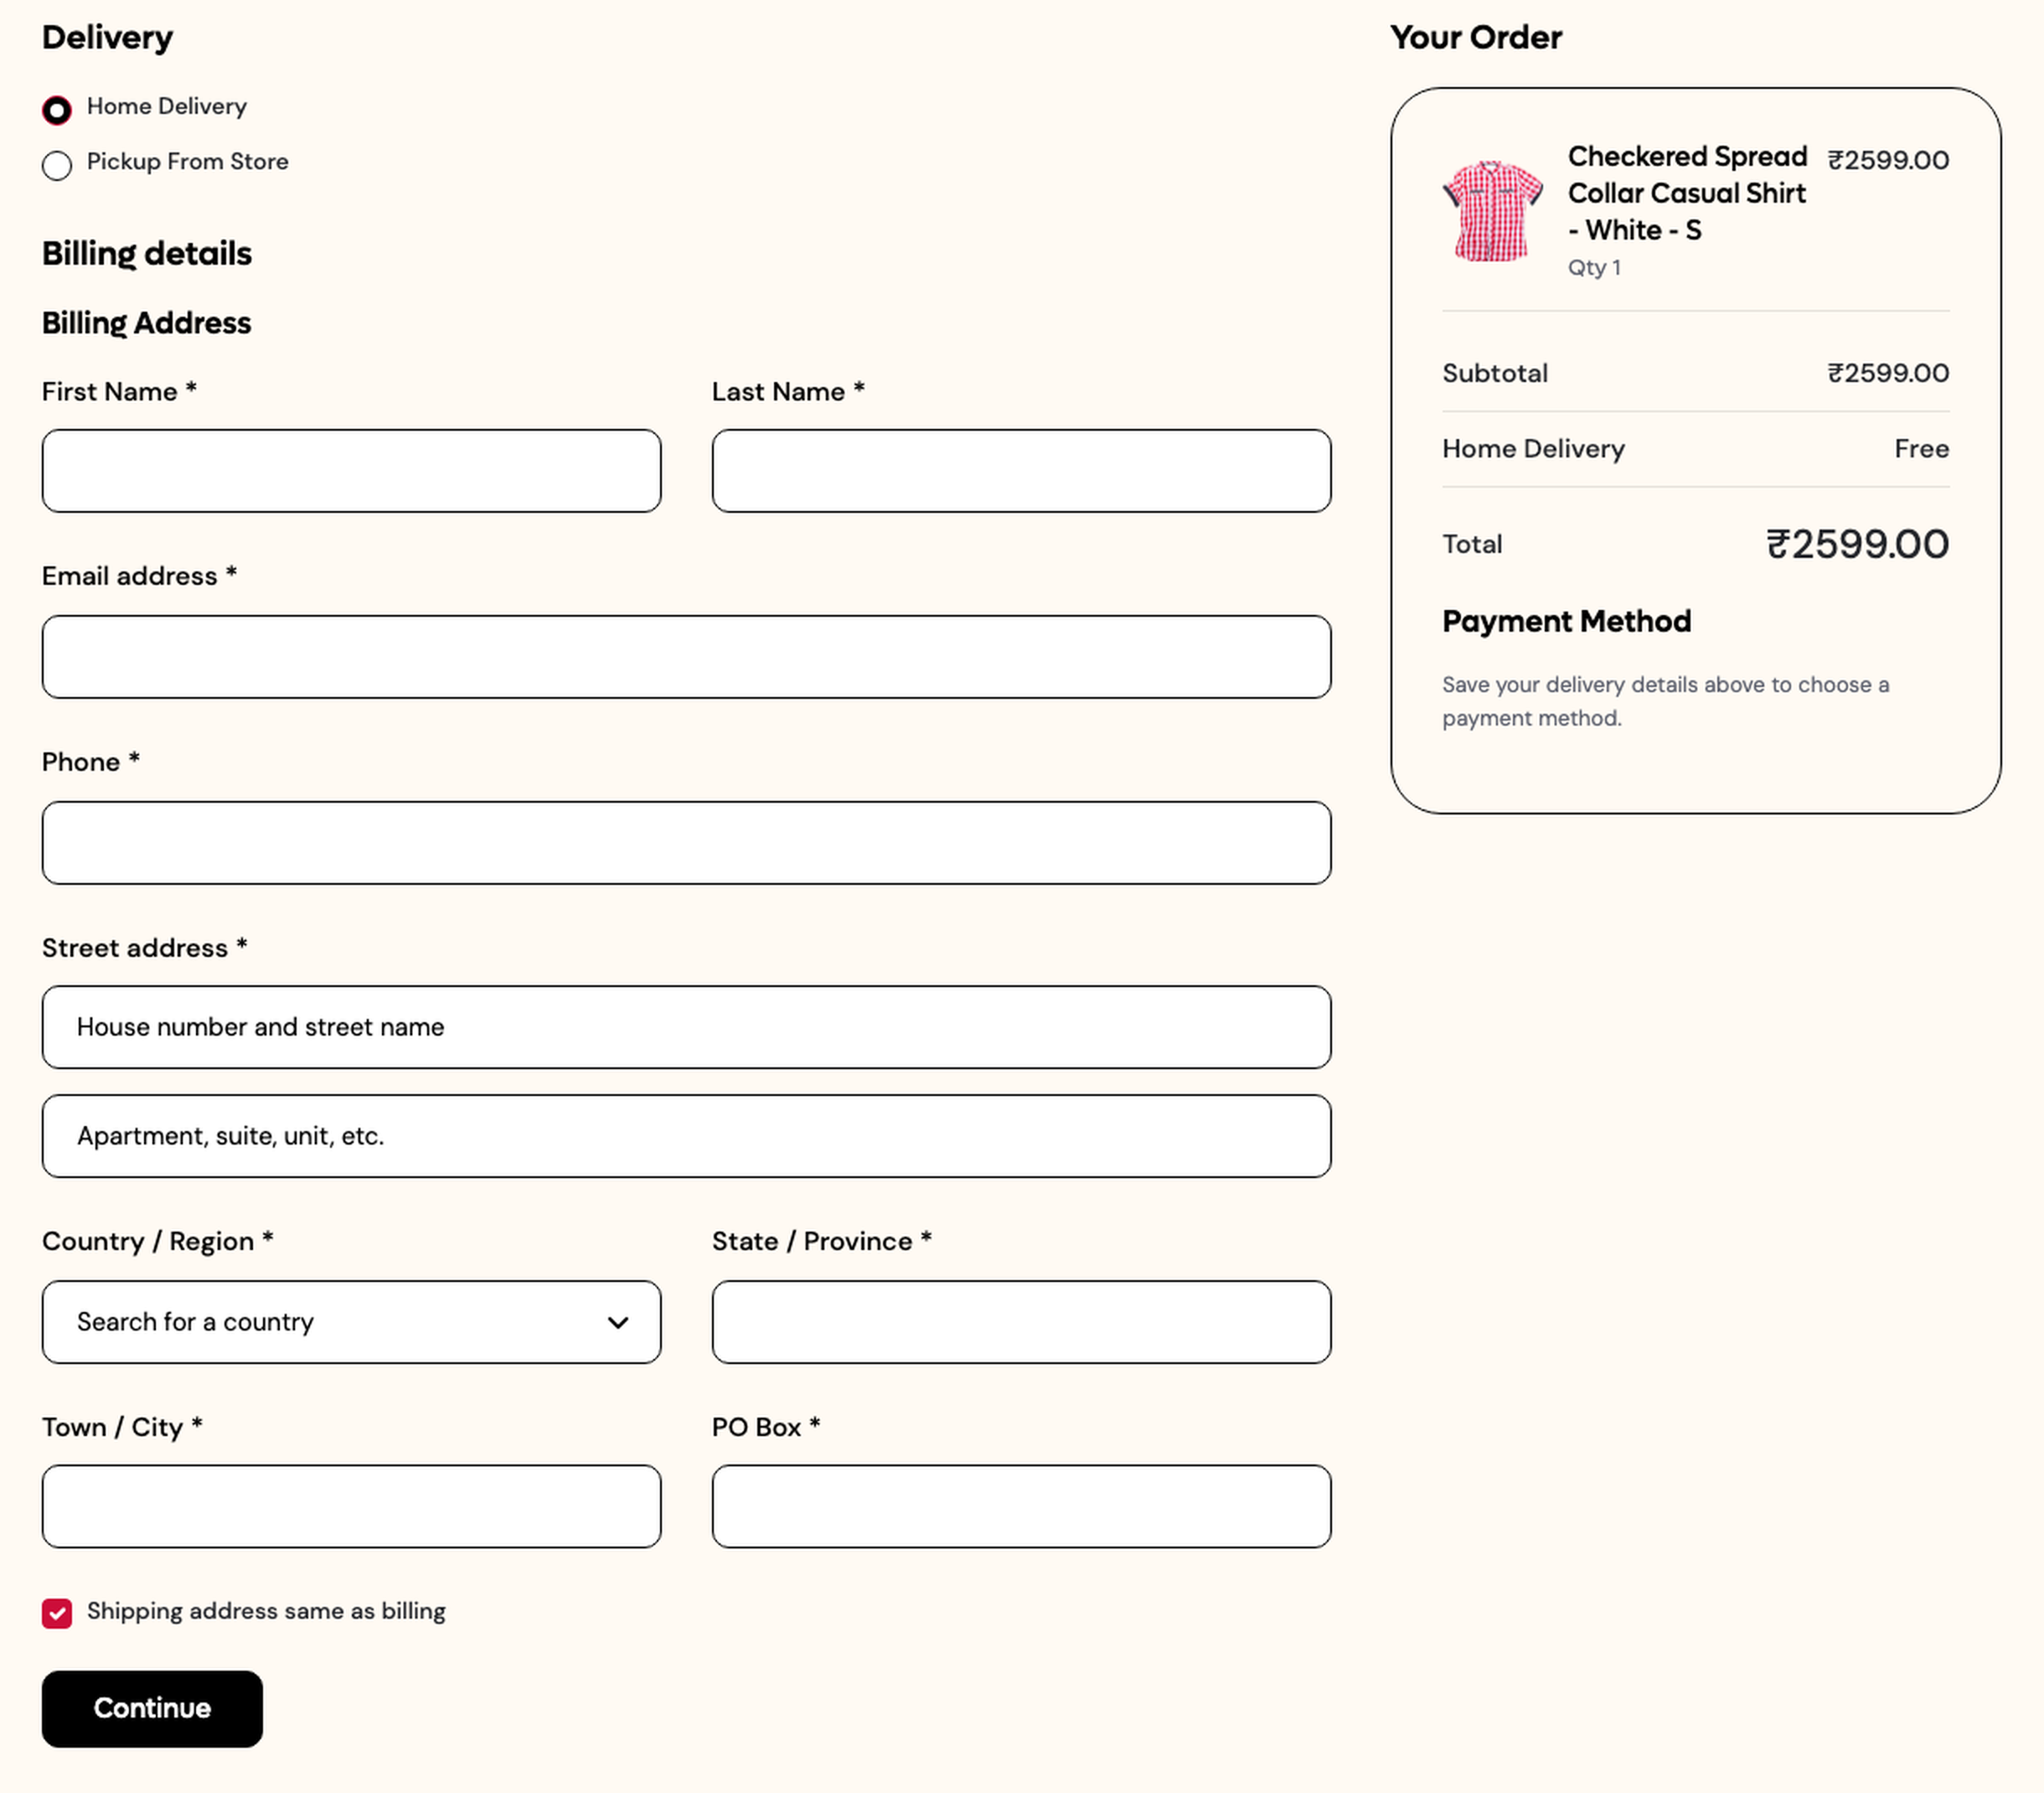 Delivery
Home Delivery
Pickup From Store
Billing details
Billing Address
First Name *
Last Name *
Email address *
Phone *
Street address *
House number and street name
Apartment, suite, unit, etc.
Country / Region *
State / Province *
Search for a country
Town / City *
PO Box *
Shipping address same as billing
Continue
Your Order
Checkered Spread
Collar Casual Shirt
- White - S
₹2599.00
Qty 1
Subtotal
₹2599.00
Home Delivery
Free
Total
₹2599.00
Payment Method
Save your delivery details above to choose a
payment method.